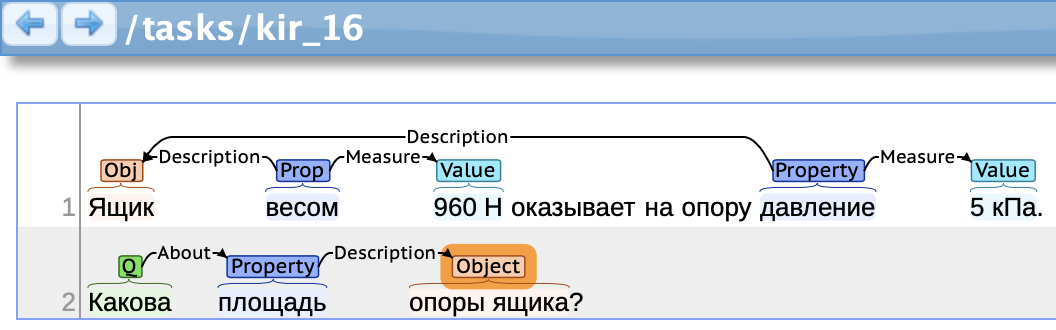 /tasks/kir_16
Description
Obj Description Prop Measure Value Property Measure Value
1 Ящик весом 960 Н оказывает на опору давление 5 кПа.
Q About Property Description Object
2 Какова площадь опоры ящика?